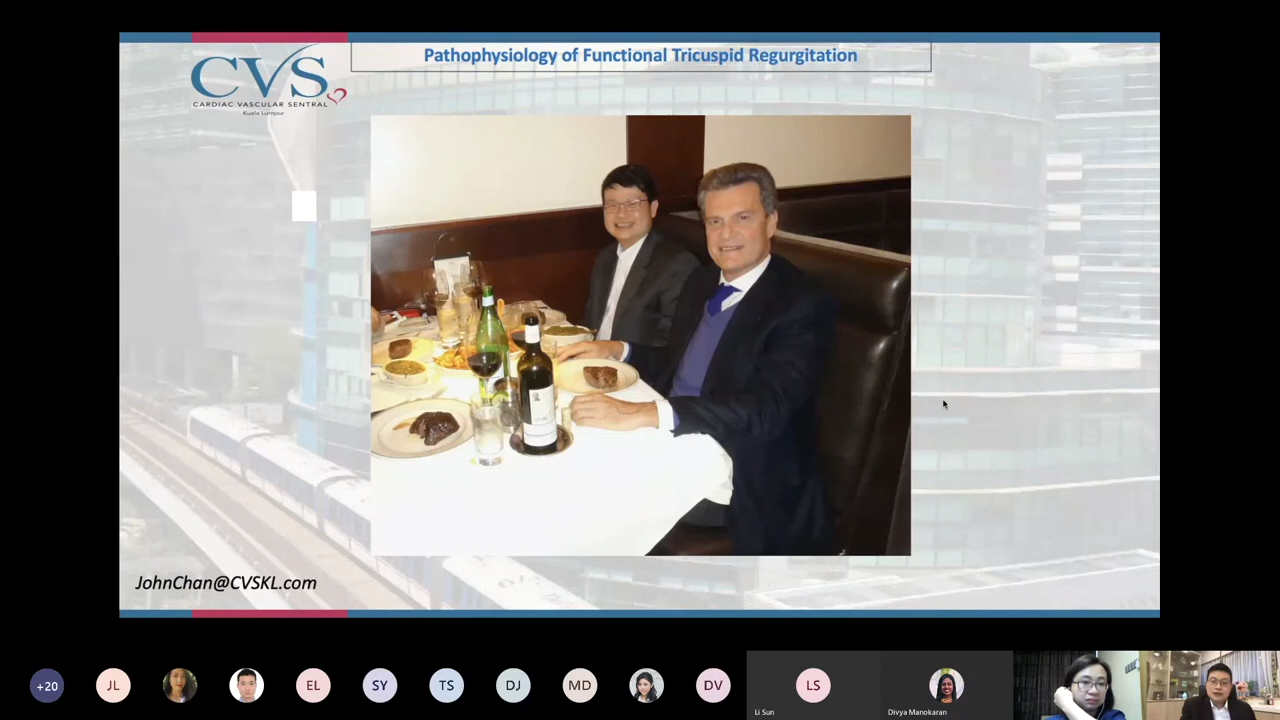 Pathophysiology of Functional Tricuspid Regurgitation
CVS
CARDIAC VASCULAR SENTRAL
Kuala Lumpur
JohnChan@CVSKL.com
+20
JL
EL
SY
TS
DJ
MD
DV
LS
Li Sun
Divya Manokaran